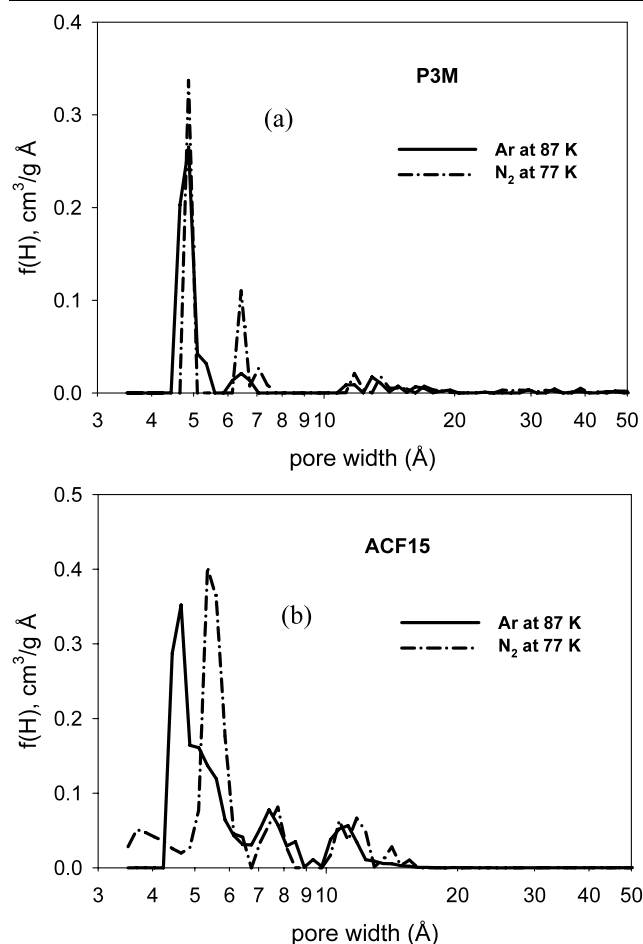 0.4
P3M
(a)
0.3
Ar at 87 K
N2 at 77 K
f(H), cm³/g Å
0.2
0.1
0.0
3 4 5 6 7 8 9 10 20 30 40 50
pore width (Å)
0.5
ACF15
0.4
(b)
Ar at 87 K
N2 at 77 K
0.3
f(H), cm³/g Å
0.2
0.1
0.0
3 4 5 6 7 8 9 10 20 30 40 50
pore width (Å)